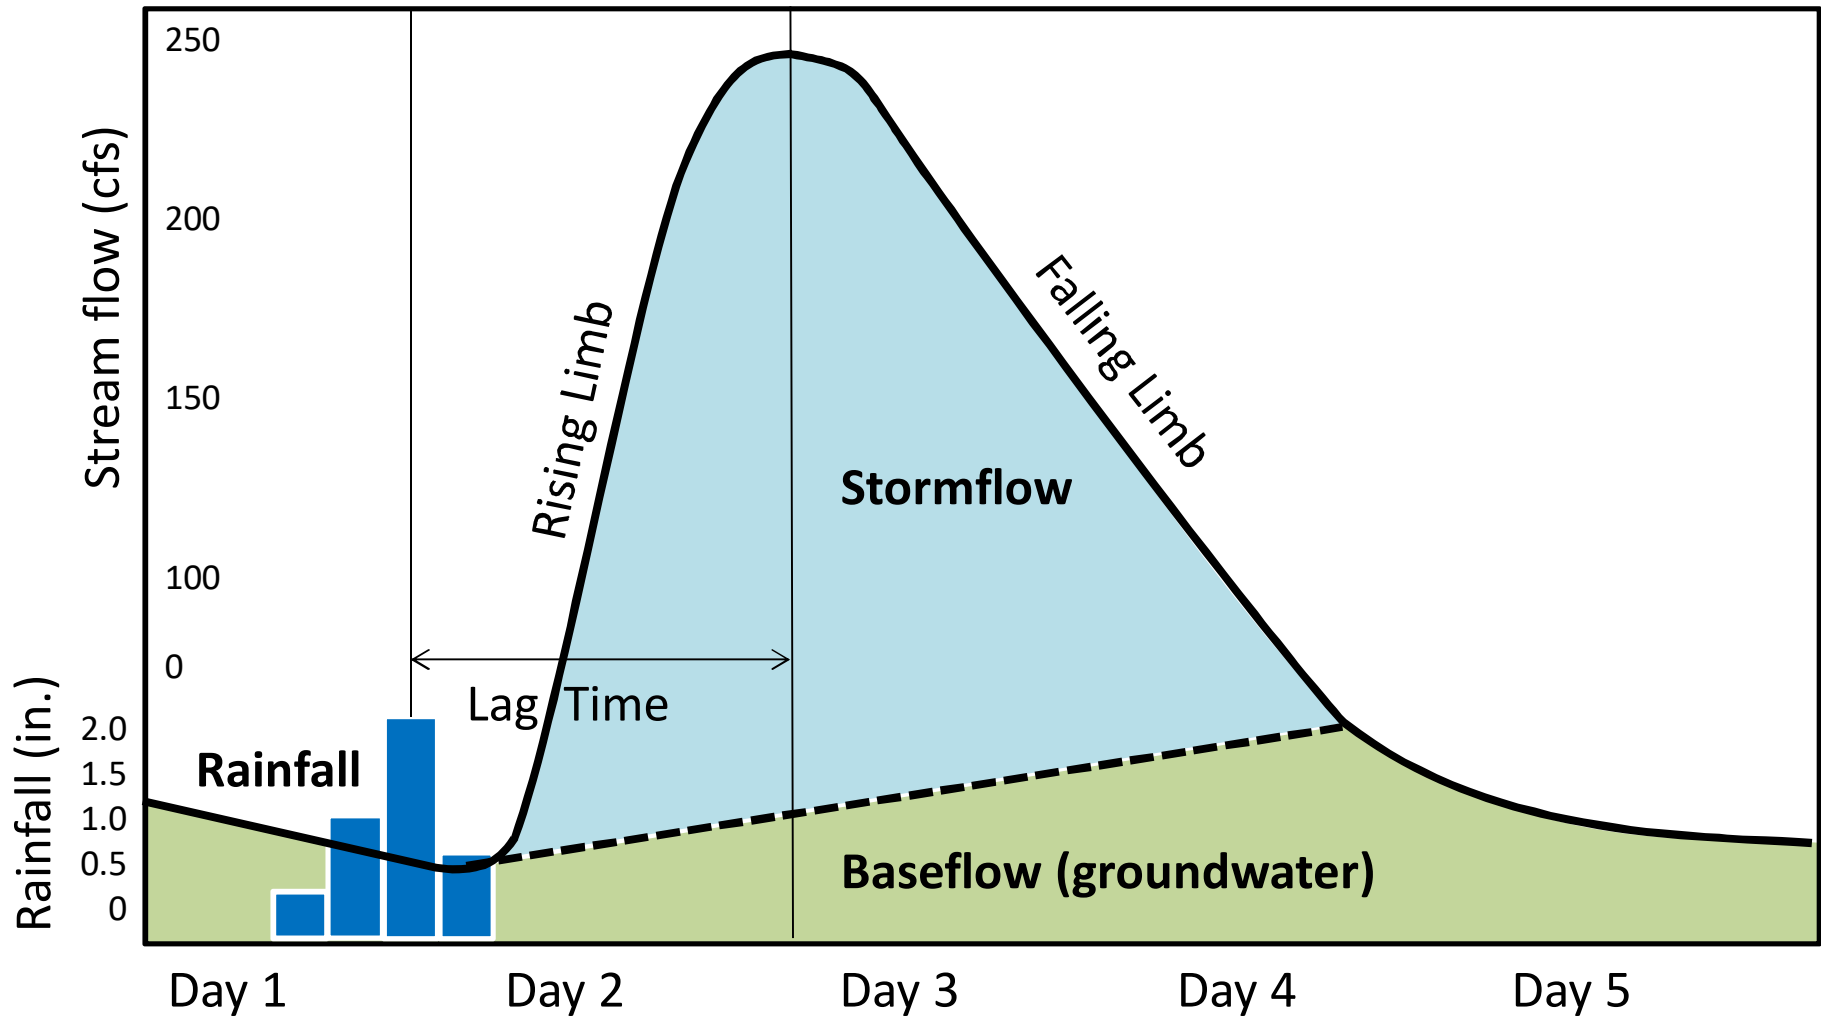 Stream flow (cfs)
250
200
150
100
0
Rainfall (in.)
2.0
1.5
1.0
0.5
0
Rising Limb
Falling Limb
Stormflow
Lag Time
Rainfall
Baseflow (groundwater)
Day 1 Day 2 Day 3 Day 4 Day 5